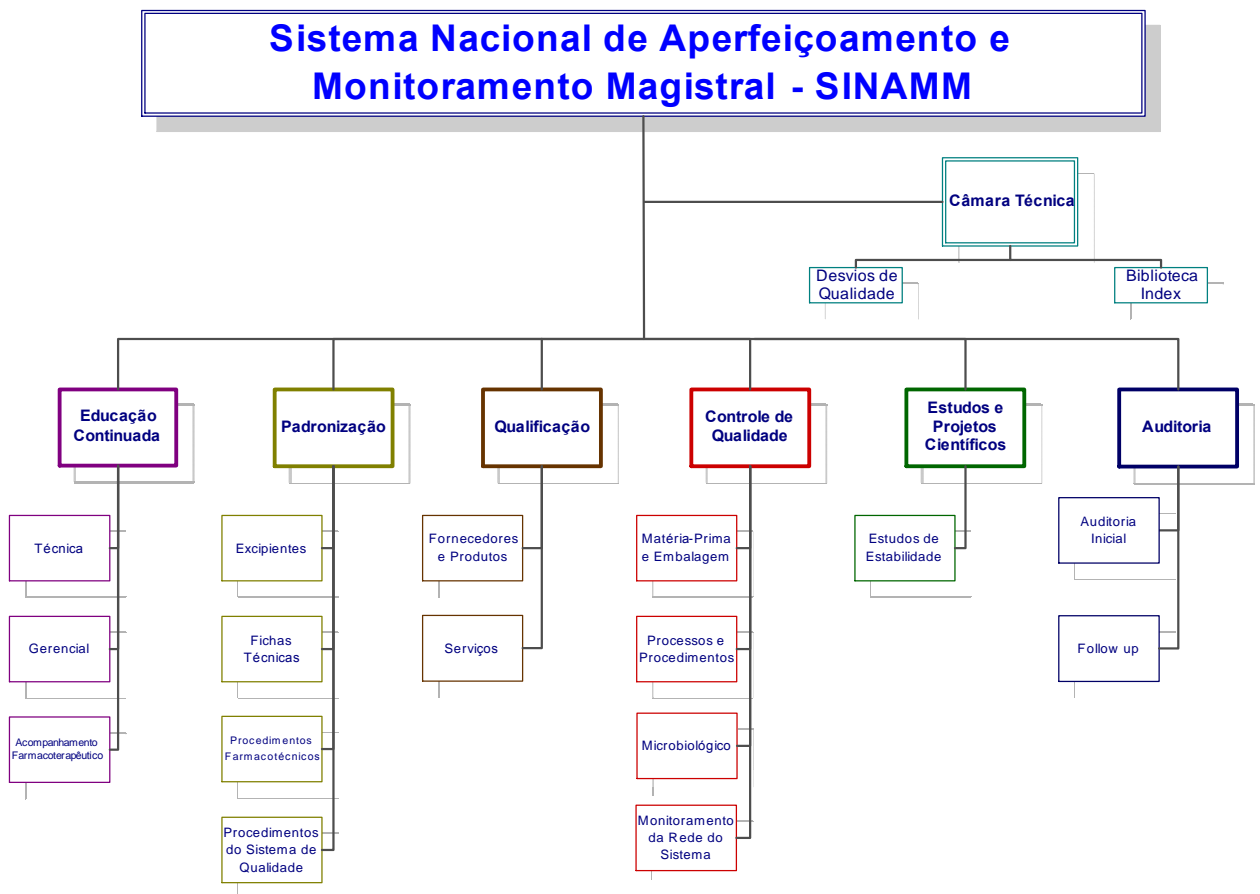 Sistema Nacional de Aperfeiçoamento e
Monitoramento Magistral - SINAMM
Câmara Técnica
Desvios de
Qualidade
Biblioteca
Index
Educação
Continuada
Padronização
Qualificação
Controle de
Qualidade
Estudos e
Projetos
Científicos
Auditoria
Técnica
Gerencial
Acompanhamento
Farmacoterapêutico
Excipientes
Fichas
Técnicas
Procedimentos
Farmacotécnicos
Procedimentos
do Sistema de
Qualidade
Fornecedores
e Produtos
Serviços
Matéria-Prima
e Embalagem
Processos e
Procedimentos
Microbiológico
Monitoramento
da Rede do
Sistema
Estudos de
Estabilidade
Auditoria
Inicial
Follow up